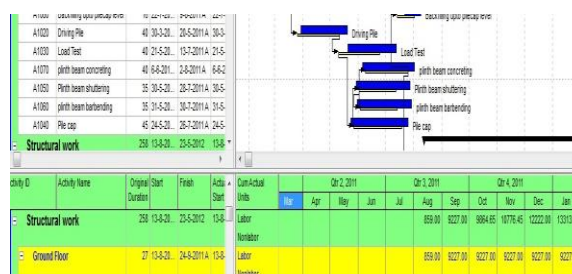 A1020 Driving Pile 40 30-3-20... 20-5-2011 A 30-3-
A1030 Load Test 40 21-5-20... 13-7-2011 A 21-5-
A1070 plinth beam concreting 40 6-6-201... 2-8-2011 A 6-6-2
A1050 Plinth beam shuttering 35 30-5-20... 28-7-2011 A 30-5-
A1060 plinth beam barbending 35 31-5-20... 30-7-2011 A 31-5-
A1040 Pile cap 45 24-5-20... 28-7-2011 A 24-5-
Structural work 258 13-8-20... 23-5-2012 13-8-
Driving Pile
Load Test
plinth beam concreting
Plinth beam shuttering
plinth beam barbending
Pile cap
ctivity ID Activity Name Original Duration Start Finish Actu Start
Structural work 258 13-8-20... 23-5-2012 13-8-
Ground Floor 27 13-8-20... 24-9-2011 A 13-8-
Cum Actual Units Qtr 2, 2011 Qtr 3, 2011 Qtr 4, 2011
Mar Apr May Jun Jul Aug Sep Oct Nov Dec Jan
Labor 859.00 9227.00 9864.65 10776.45 12222.00 13313
Nonlabor
Labor 859.00 9227.00 9227.00 9227.00 9227.00 9227
Nonlabor